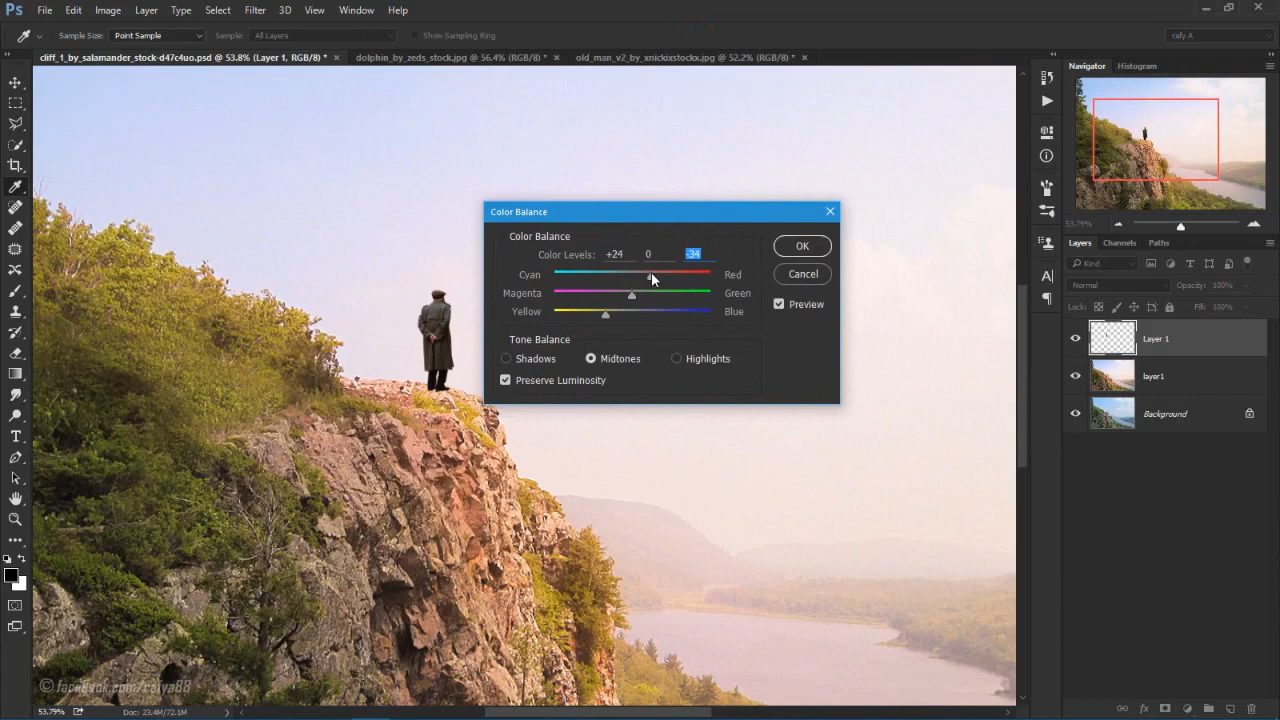 Ps File Edit Image Layer Type Select Filter 3D View Window Help
Sample Size: Point Sample Sample: All Layers Show Sampling Ring rafy A
cliff_1_by_salamander_stock-d47c4uo.psd @ 53.8% (Layer 1, RGB/8) * × dolphin_by_zeds_stock.jpg @ 56.4% (RGB/8) * × old_man_v2_by_xnickixstockx.jpg @ 52.2% (RGB/8) * ×
Navigator Histogram
53.79%
Layers Channels Paths
Kind
Normal Opacity: 100%
Lock: Fill: 100%
Layer 1
layer1
Background
Color Balance
Color Balance
Color Levels: +24 0 -34
Cyan Red
Magenta Green
Yellow Blue
Tone Balance
Shadows Midtones Highlights
Preserve Luminosity
OK
Cancel
Preview
© facebook.com/rafya88
53.79% Doc: 23.4M/72.1M